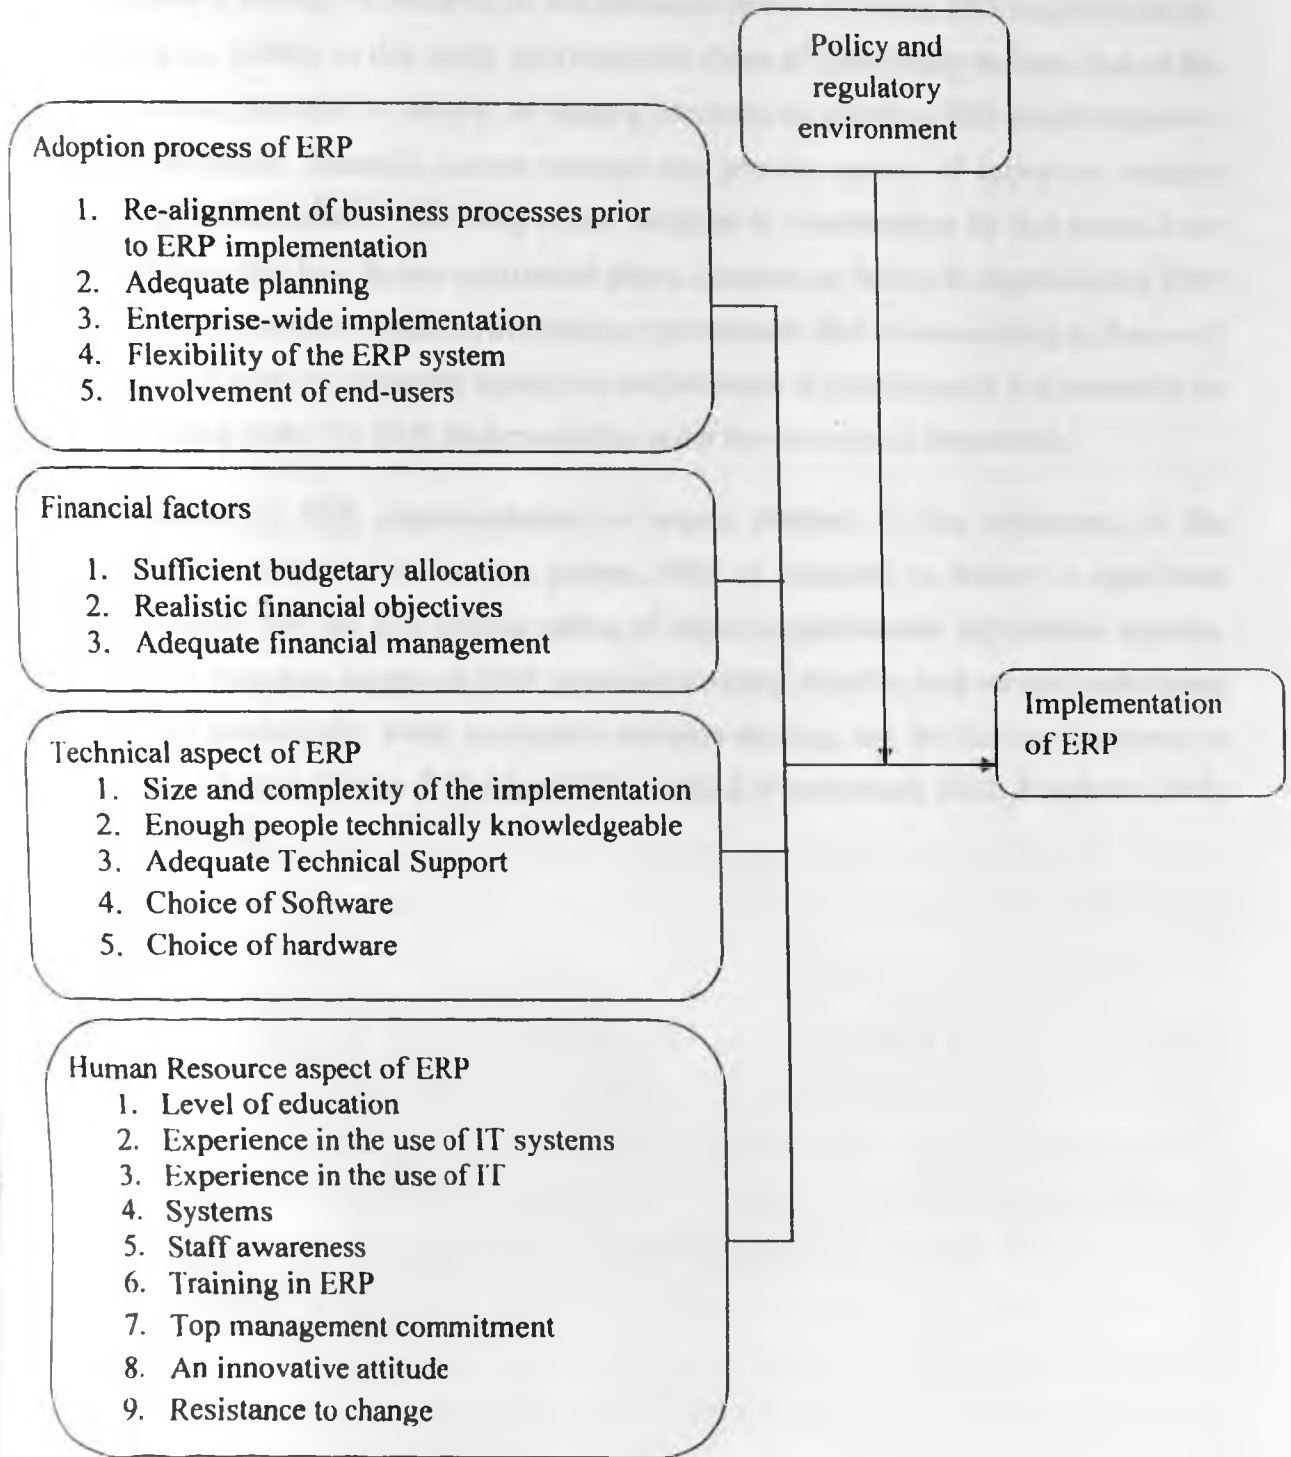 Policy and
regulatory
environment
Adoption process of ERP
1. Re-alignment of business processes prior
to ERP implementation
2. Adequate planning
3. Enterprise-wide implementation
4. Flexibility of the ERP system
5. Involvement of end-users
Financial factors
1. Sufficient budgetary allocation
2. Realistic financial objectives
3. Adequate financial management
Implementation
of ERP
Technical aspect of ERP
1. Size and complexity of the implementation
2. Enough people technically knowledgeable
3. Adequate Technical Support
4. Choice of Software
5. Choice of hardware
Human Resource aspect of ERP
1. Level of education
2. Experience in the use of IT systems
3. Experience in the use of IT
4. Systems
5. Staff awareness
6. Training in ERP
7. Top management commitment
8. An innovative attitude
9. Resistance to change